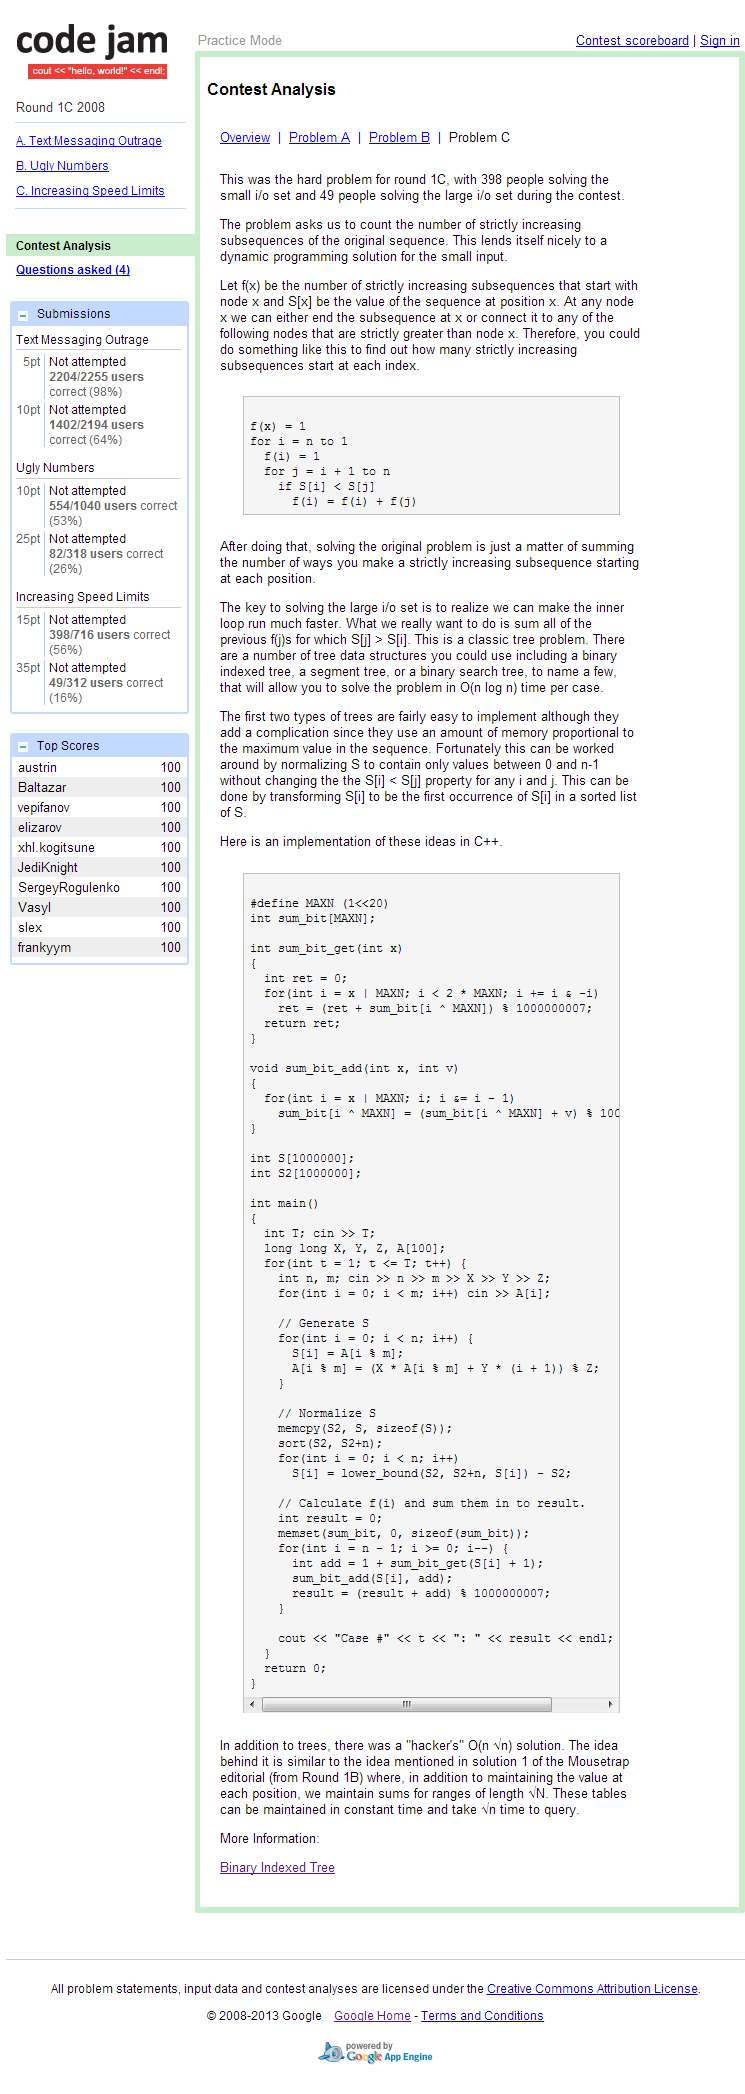 code jam
cout << "hello, world!" << endl;
Practice Mode
Contest scoreboard | Sign in
Round 1C 2008
A. Text Messaging Outrage
B. Ugly Numbers
C. Increasing Speed Limits
Contest Analysis
Questions asked (4)
Submissions
Text Messaging Outrage
5pt Not attempted
2204/2255 users
correct (98%)
10pt Not attempted
1402/2194 users
correct (64%)
Ugly Numbers
10pt Not attempted
554/1040 users correct
(53%)
25pt Not attempted
82/318 users correct
(26%)
Increasing Speed Limits
15pt Not attempted
398/716 users correct
(56%)
35pt Not attempted
49/312 users correct
(16%)
Top Scores
austrin 100
Baltazar 100
vepifanov 100
elizarov 100
xhl.kogitsune 100
JediKnight 100
SergeyRogulenko 100
Vasyl 100
slex 100
frankyym 100
Contest Analysis
Overview | Problem A | Problem B | Problem C
This was the hard problem for round 1C, with 398 people solving the
small i/o set and 49 people solving the large i/o set during the contest.
The problem asks us to count the number of strictly increasing
subsequences of the original sequence. This lends itself nicely to a
dynamic programming solution for the small input.
Let f(x) be the number of strictly increasing subsequences that start with
node x and S[x] be the value of the sequence at position x. At any node
x we can either end the subsequence at x or connect it to any of the
following nodes that are strictly greater than node x. Therefore, you could
do something like this to find out how many strictly increasing
subsequences start at each index.
f(x) = 1
for i = n to 1
  f(i) = 1
  for j = i + 1 to n
    if S[i] < S[j]
      f(i) = f(i) + f(j)
After doing that, solving the original problem is just a matter of summing
the number of ways you make a strictly increasing subsequence starting
at each position.
The key to solving the large i/o set is to realize we can make the inner
loop run much faster. What we really want to do is sum all of the
previous f(j)s for which S[j] > S[i]. This is a classic tree problem. There
are a number of tree data structures you could use including a binary
indexed tree, a segment tree, or a binary search tree, to name a few,
that will allow you to solve the problem in O(n log n) time per case.
The first two types of trees are fairly easy to implement although they
add a complication since they use an amount of memory proportional to
the maximum value in the sequence. Fortunately this can be worked
around by normalizing S to contain only values between 0 and n-1
without changing the the S[i] < S[j] property for any i and j. This can be
done by transforming S[i] to be the first occurrence of S[i] in a sorted list
of S.
Here is an implementation of these ideas in C++.
#define MAXN (1<<20)
int sum_bit[MAXN];
int sum_bit_get(int x)
{
  int ret = 0;
  for(int i = x | MAXN; i < 2 * MAXN; i += i & -i)
    ret = (ret + sum_bit[i ^ MAXN]) % 1000000007;
  return ret;
}
void sum_bit_add(int x, int v)
{
  for(int i = x | MAXN; i; i &= i - 1)
    sum_bit[i ^ MAXN] = (sum_bit[i ^ MAXN] + v) % 100
}
int S[1000000];
int S2[1000000];
int main()
{
  int T; cin >> T;
  long long X, Y, Z, A[100];
  for(int t = 1; t <= T; t++) {
    int n, m; cin >> n >> m >> X >> Y >> Z;
    for(int i = 0; i < m; i++) cin >> A[i];
    // Generate S
    for(int i = 0; i < n; i++) {
      S[i] = A[i % m];
      A[i % m] = (X * A[i % m] + Y * (i + 1)) % Z;
    }
    // Normalize S
    memcpy(S2, S, sizeof(S));
    sort(S2, S2+n);
    for(int i = 0; i < n; i++)
      S[i] = lower_bound(S2, S2+n, S[i]) - S2;
    // Calculate f(i) and sum them in to result.
    int result = 0;
    memset(sum_bit, 0, sizeof(sum_bit));
    for(int i = n - 1; i >= 0; i--) {
      int add = 1 + sum_bit_get(S[i] + 1);
      sum_bit_add(S[i], add);
      result = (result + add) % 1000000007;
    }
    cout << "Case #" << t << ": " << result << endl;
  }
  return 0;
}
In addition to trees, there was a "hacker's" O(n √n) solution. The idea
behind it is similar to the idea mentioned in solution 1 of the Mousetrap
editorial (from Round 1B) where, in addition to maintaining the value at
each position, we maintain sums for ranges of length √N. These tables
can be maintained in constant time and take √n time to query.
More Information:
Binary Indexed Tree
All problem statements, input data and contest analyses are licensed under the Creative Commons Attribution License.
© 2008-2013 Google Google Home - Terms and Conditions
powered by
Google App Engine